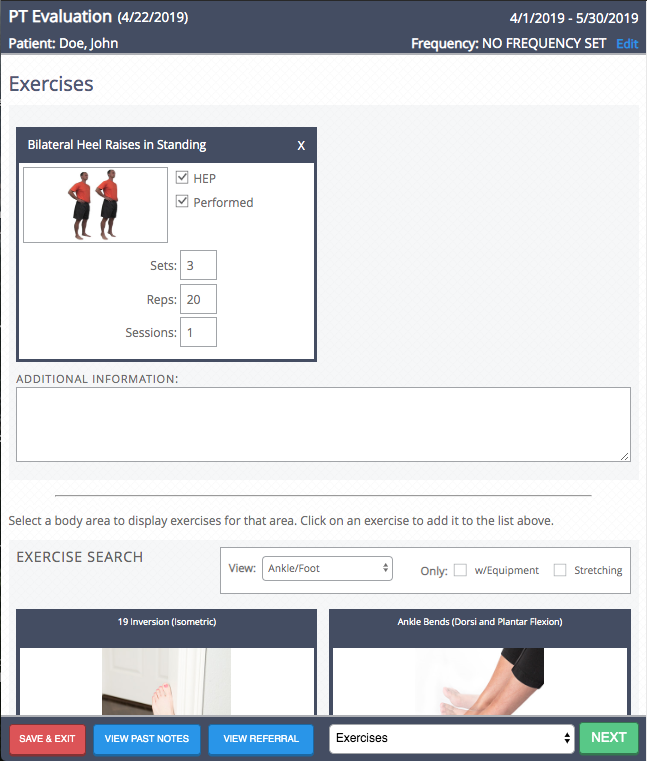 PT Evaluation (4/22/2019)
4/1/2019 - 5/30/2019
Patient: Doe, John
Frequency: NO FREQUENCY SET Edit
Exercises
Bilateral Heel Raises in Standing X
HEP
Performed
Sets: 3
Reps: 20
Sessions: 1
ADDITIONAL INFORMATION:
Select a body area to display exercises for that area. Click on an exercise to add it to the list above.
EXERCISE SEARCH
View: Ankle/Foot
Only: w/Equipment Stretching
19 Inversion (Isometric)
Ankle Bends (Dorsi and Plantar Flexion)
SAVE & EXIT
VIEW PAST NOTES
VIEW REFERRAL
Exercises
NEXT